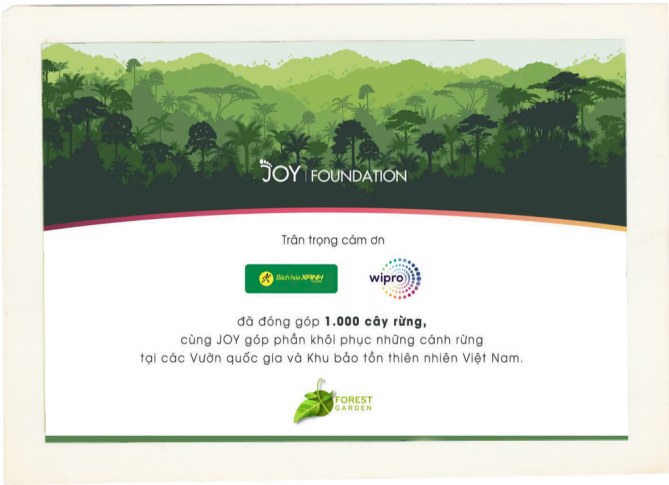 JOY | FOUNDATION
Trân trọng cám ơn
Bách hóa XANH
wipro
đã đóng góp 1.000 cây rừng,
cùng JOY góp phần khôi phục những cánh rừng
tại các Vườn quốc gia và Khu bảo tồn thiên nhiên Việt Nam.
FOREST
GARDEN